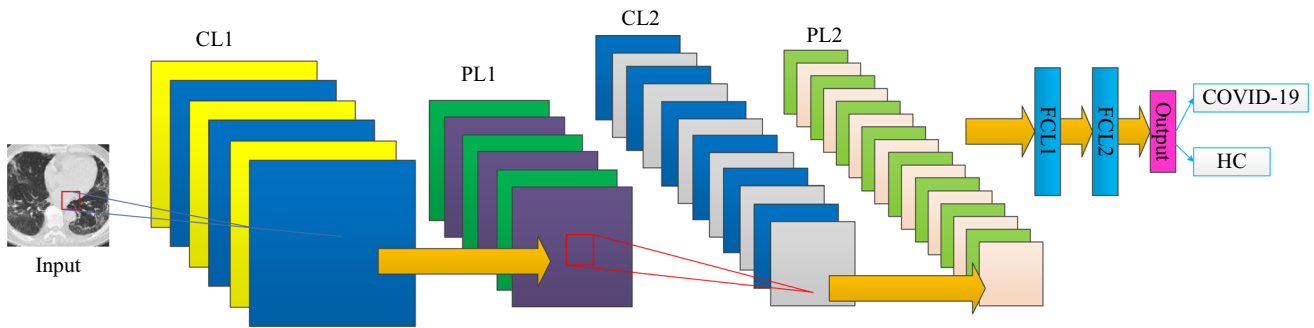 CL1
PL1
CL2
PL2
Input
FCL1
FCL2
Output
COVID-19
HC